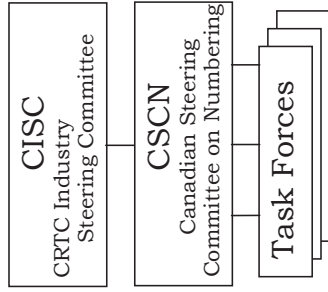 CISC
CRTC Industry
Steering Committee
CSCN
Canadian Steering
Committee on Numbering
Task Forces